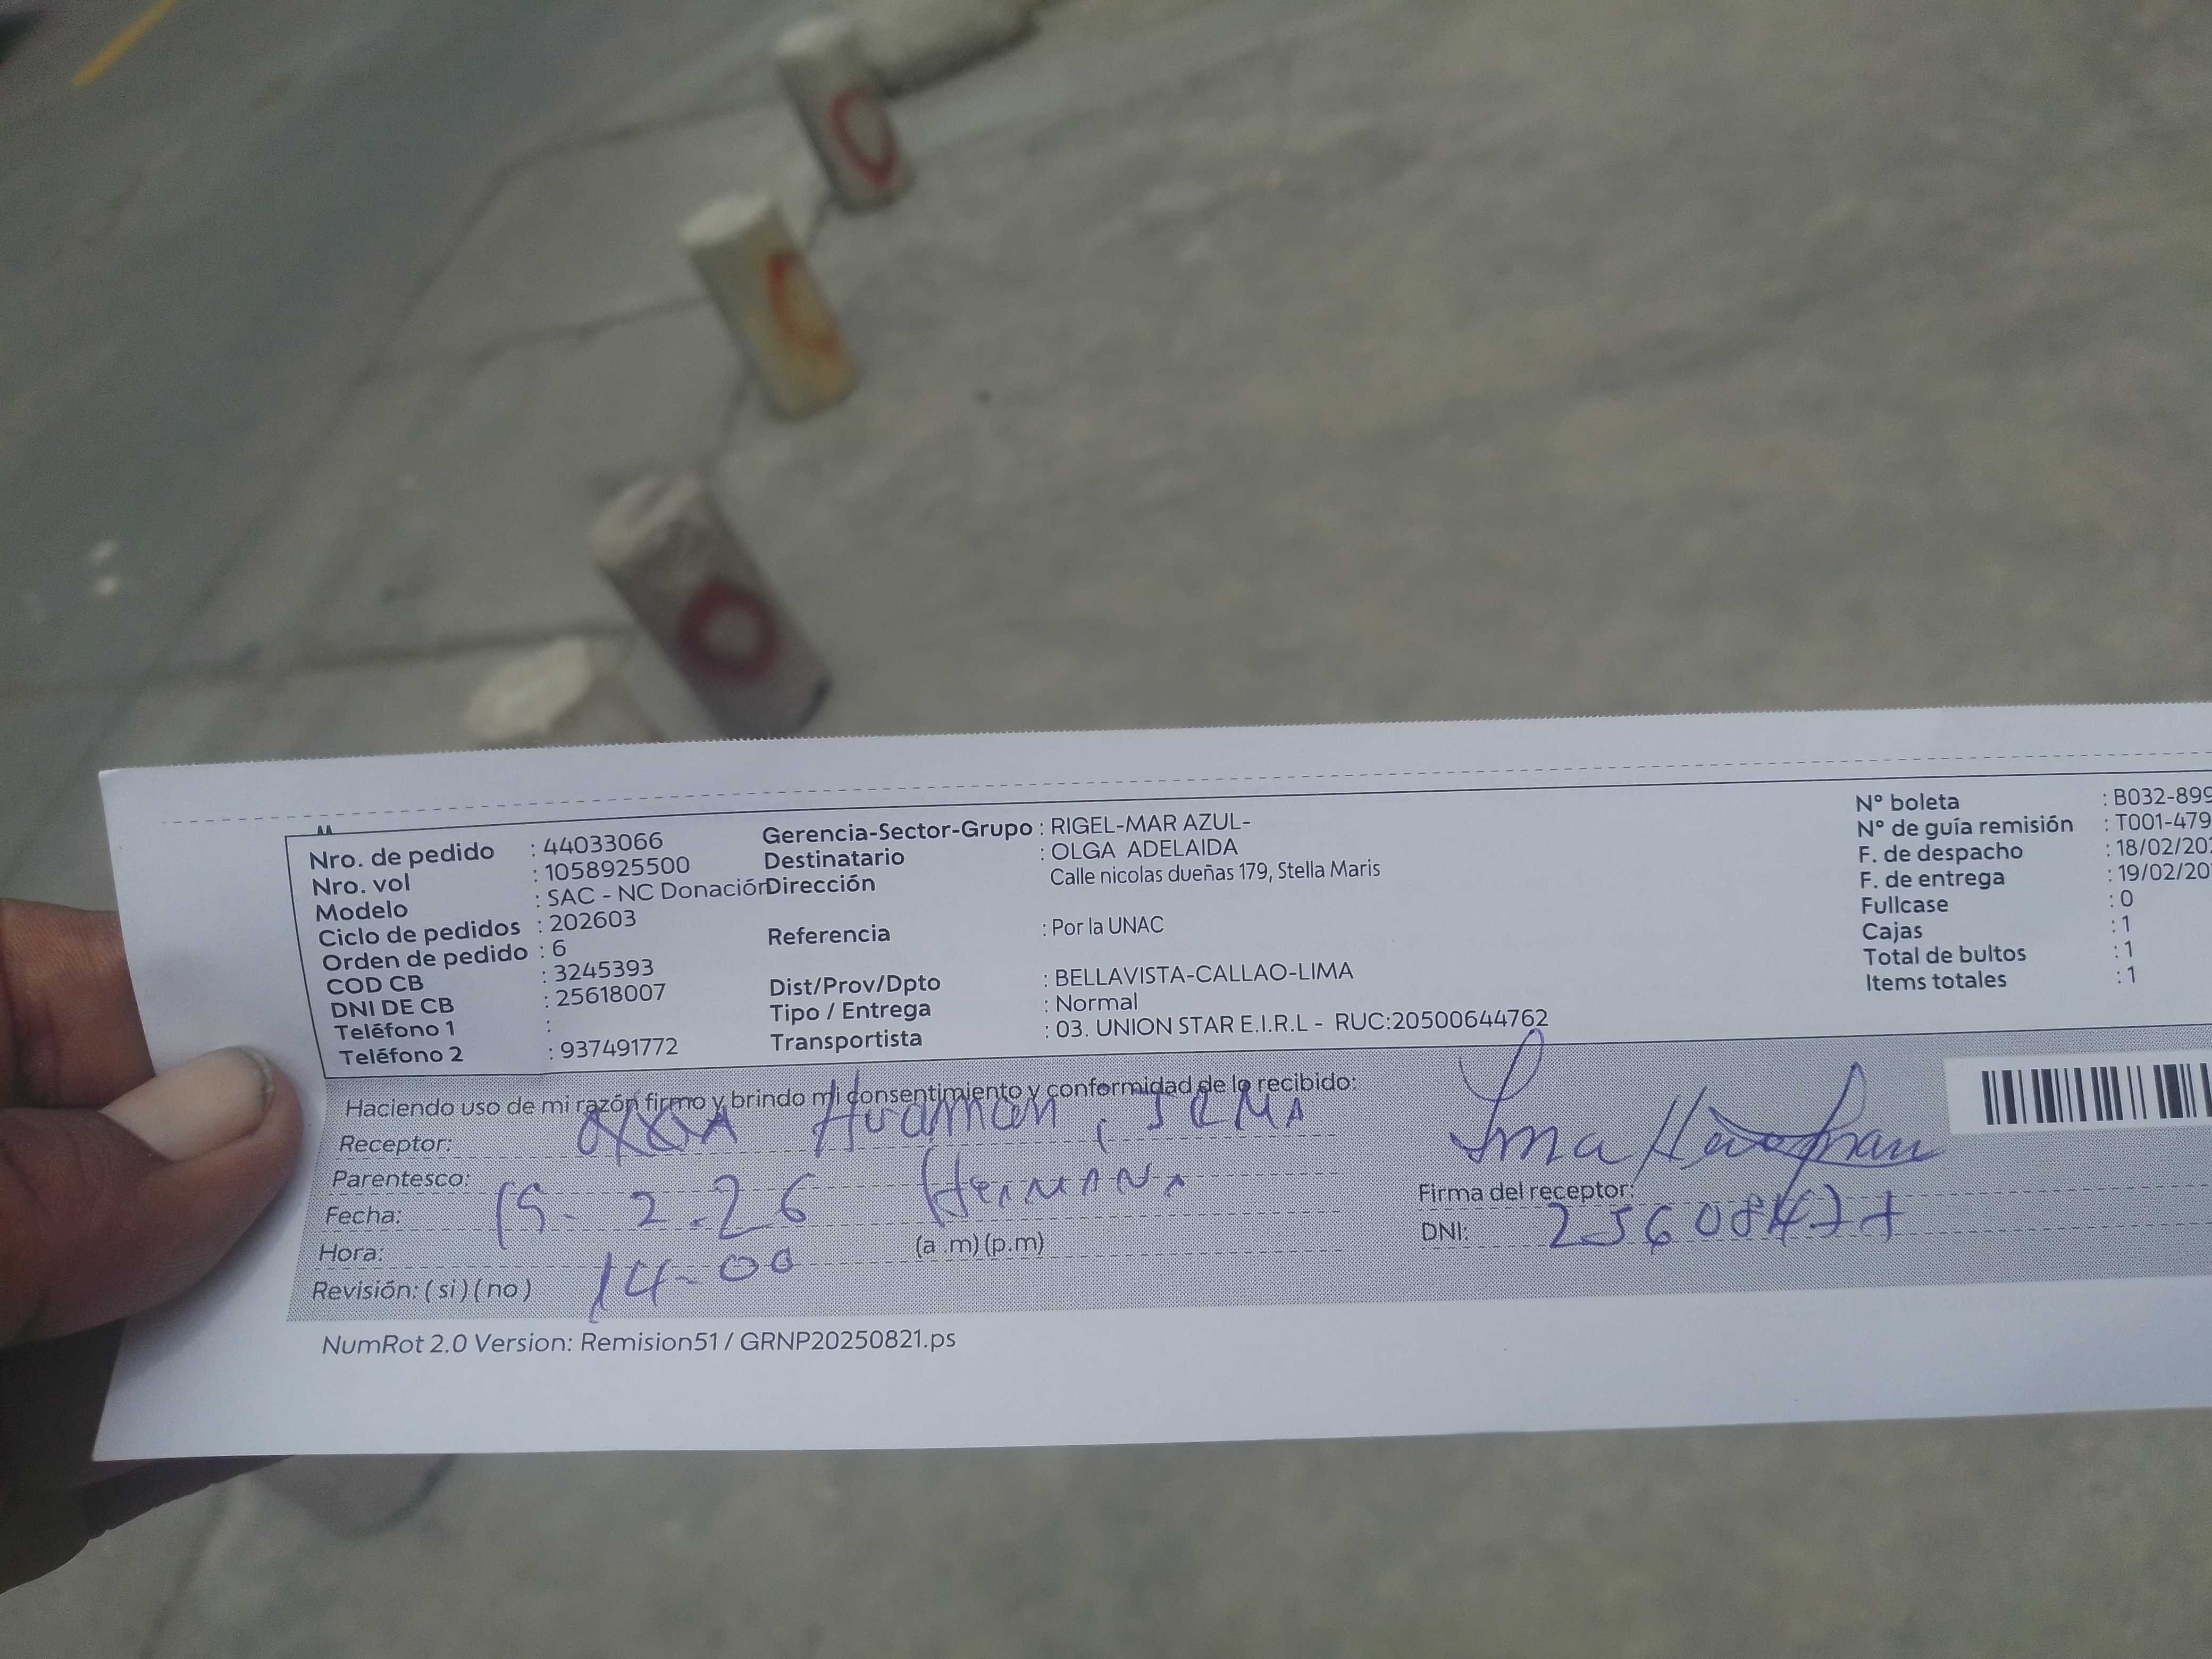 Nro. de pedido : 44033066
Nro. vol : 1058925500
Modelo : SAC - NC Donación
Ciclo de pedidos : 202603
Orden de pedido : 6
COD CB : 3245393
DNI DE CB : 25618007
Teléfono 1 :
Teléfono 2 : 937491772
Gerencia-Sector-Grupo : RIGEL-MAR AZUL-
Destinatario : OLGA ADELAIDA
Dirección Calle nicolas dueñas 179, Stella Maris
Referencia : Por la UNAC
Dist/Prov/Dpto : BELLAVISTA-CALLAO-LIMA
Tipo / Entrega : Normal
Transportista : 03. UNION STAR E.I.R.L - RUC:20500644762
N° boleta : B032-899
N° de guía remisión : T001-479
F. de despacho : 18/02/20
F. de entrega : 19/02/20
Fullcase : 0
Cajas : 1
Total de bultos : 1
Items totales : 1
Haciendo uso de mi razón firmo y brindo mi consentimiento y conformidad de lo recibido:
Receptor: Huaman, IRMA
Parentesco: HERMANA
Fecha: 19-2-26
Hora: 14-00 (a .m) (p.m)
Revisión: ( si ) ( no )
Irma
Firma del receptor:
DNI:
NumRot 2.0 Version: Remision51 / GRNP20250821.ps